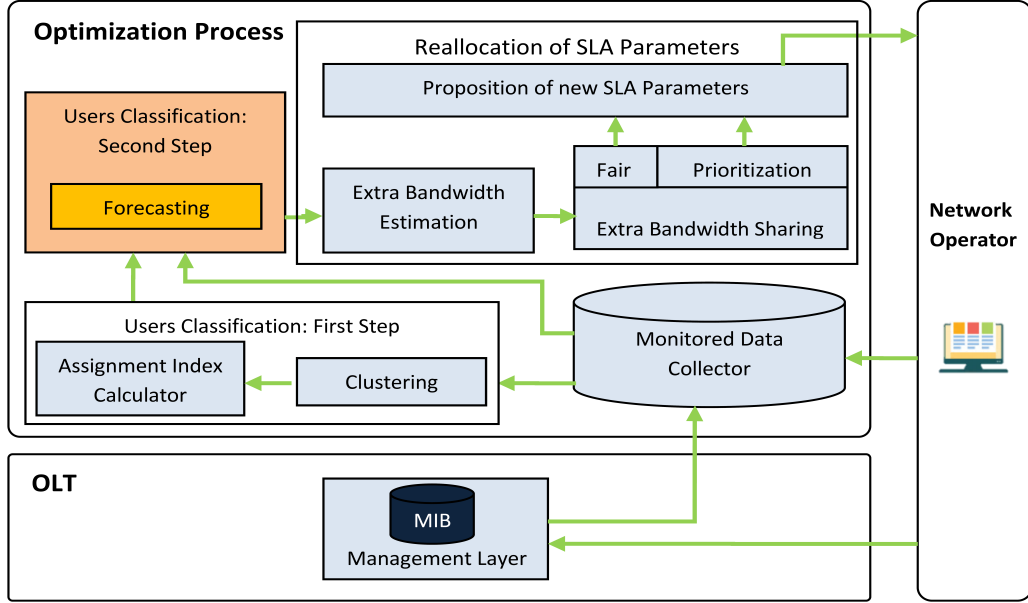 Optimization Process
Reallocation of SLA Parameters
Proposition of new SLA Parameters
Users Classification:
Second Step
Forecasting
Extra Bandwidth
Estimation
Fair
Prioritization
Extra Bandwidth Sharing
Network
Operator
Users Classification: First Step
Assignment Index
Calculator
Clustering
Monitored Data
Collector
OLT
MIB
Management Layer